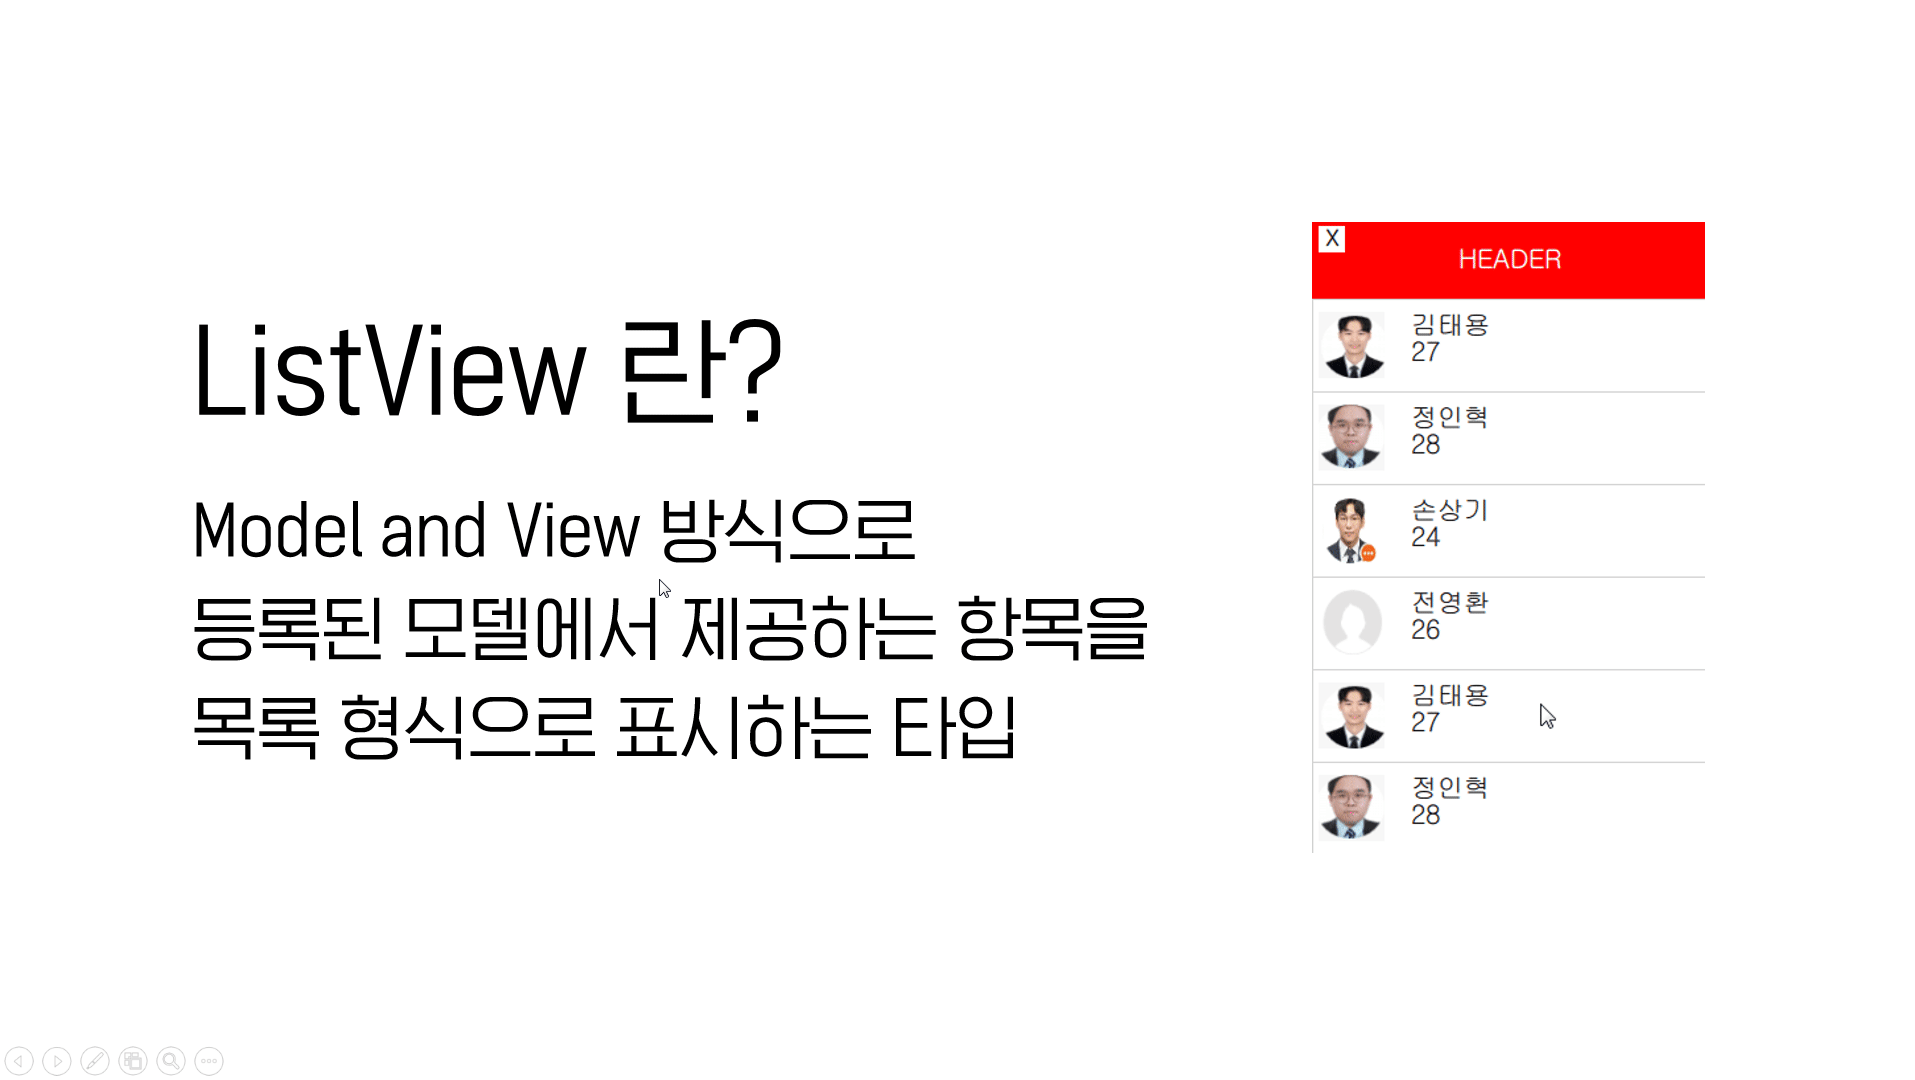 ListView 란?
Model and View 방식으로
등록된 모델에서 제공하는 항목을
목록 형식으로 표시하는 타입
X
HEADER
김태용
27
정인혁
28
손상기
24
전영환
26
김태용
27
정인혁
28